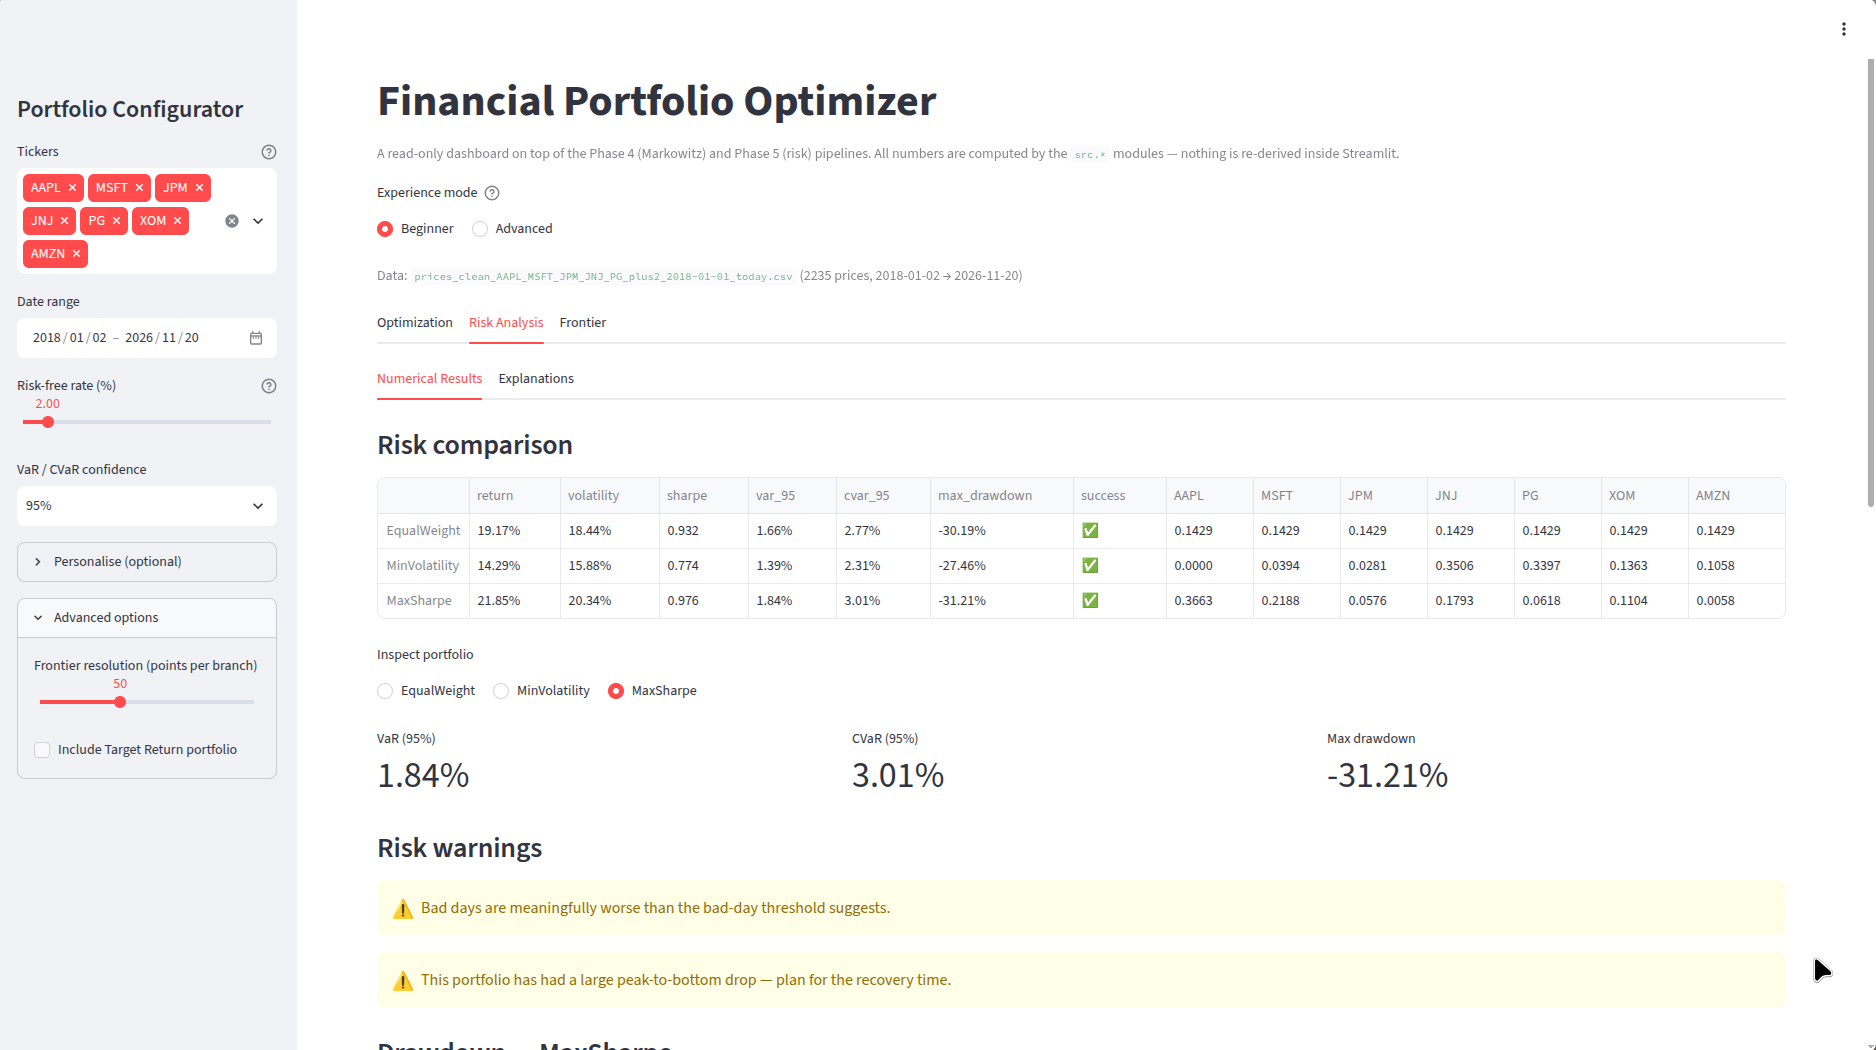 Portfolio Configurator
Tickers
AAPL × MSFT × JPM ×
JNJ × PG × XOM ×
AMZN ×
Date range
2018/01/02 – 2026/11/20
Risk-free rate (%)
2.00
VaR / CVaR confidence
95%
Personalise (optional)
Advanced options
Frontier resolution (points per branch)
50
Include Target Return portfolio
Financial Portfolio Optimizer
A read-only dashboard on top of the Phase 4 (Markowitz) and Phase 5 (risk) pipelines. All numbers are computed by the src.* modules — nothing is re-derived inside Streamlit.
Experience mode
Beginner Advanced
Data: prices_clean_AAPL_MSFT_JPM_JNJ_PG_plus2_2018-01-01_today.csv (2235 prices, 2018-01-02 → 2026-11-20)
Optimization Risk Analysis Frontier
Numerical Results Explanations
Risk comparison
return volatility sharpe var_95 cvar_95 max_drawdown success AAPL MSFT JPM JNJ PG XOM AMZN
EqualWeight 19.17% 18.44% 0.932 1.66% 2.77% -30.19% ✅ 0.1429 0.1429 0.1429 0.1429 0.1429 0.1429 0.1429
MinVolatility 14.29% 15.88% 0.774 1.39% 2.31% -27.46% ✅ 0.0000 0.0394 0.0281 0.3506 0.3397 0.1363 0.1058
MaxSharpe 21.85% 20.34% 0.976 1.84% 3.01% -31.21% ✅ 0.3663 0.2188 0.0576 0.1793 0.0618 0.1104 0.0058
Inspect portfolio
EqualWeight MinVolatility MaxSharpe
VaR (95%) CVaR (95%) Max drawdown
1.84% 3.01% -31.21%
Risk warnings
⚠️ Bad days are meaningfully worse than the bad-day threshold suggests.
⚠️ This portfolio has had a large peak-to-bottom drop — plan for the recovery time.
Drawdown — MaxSharpe